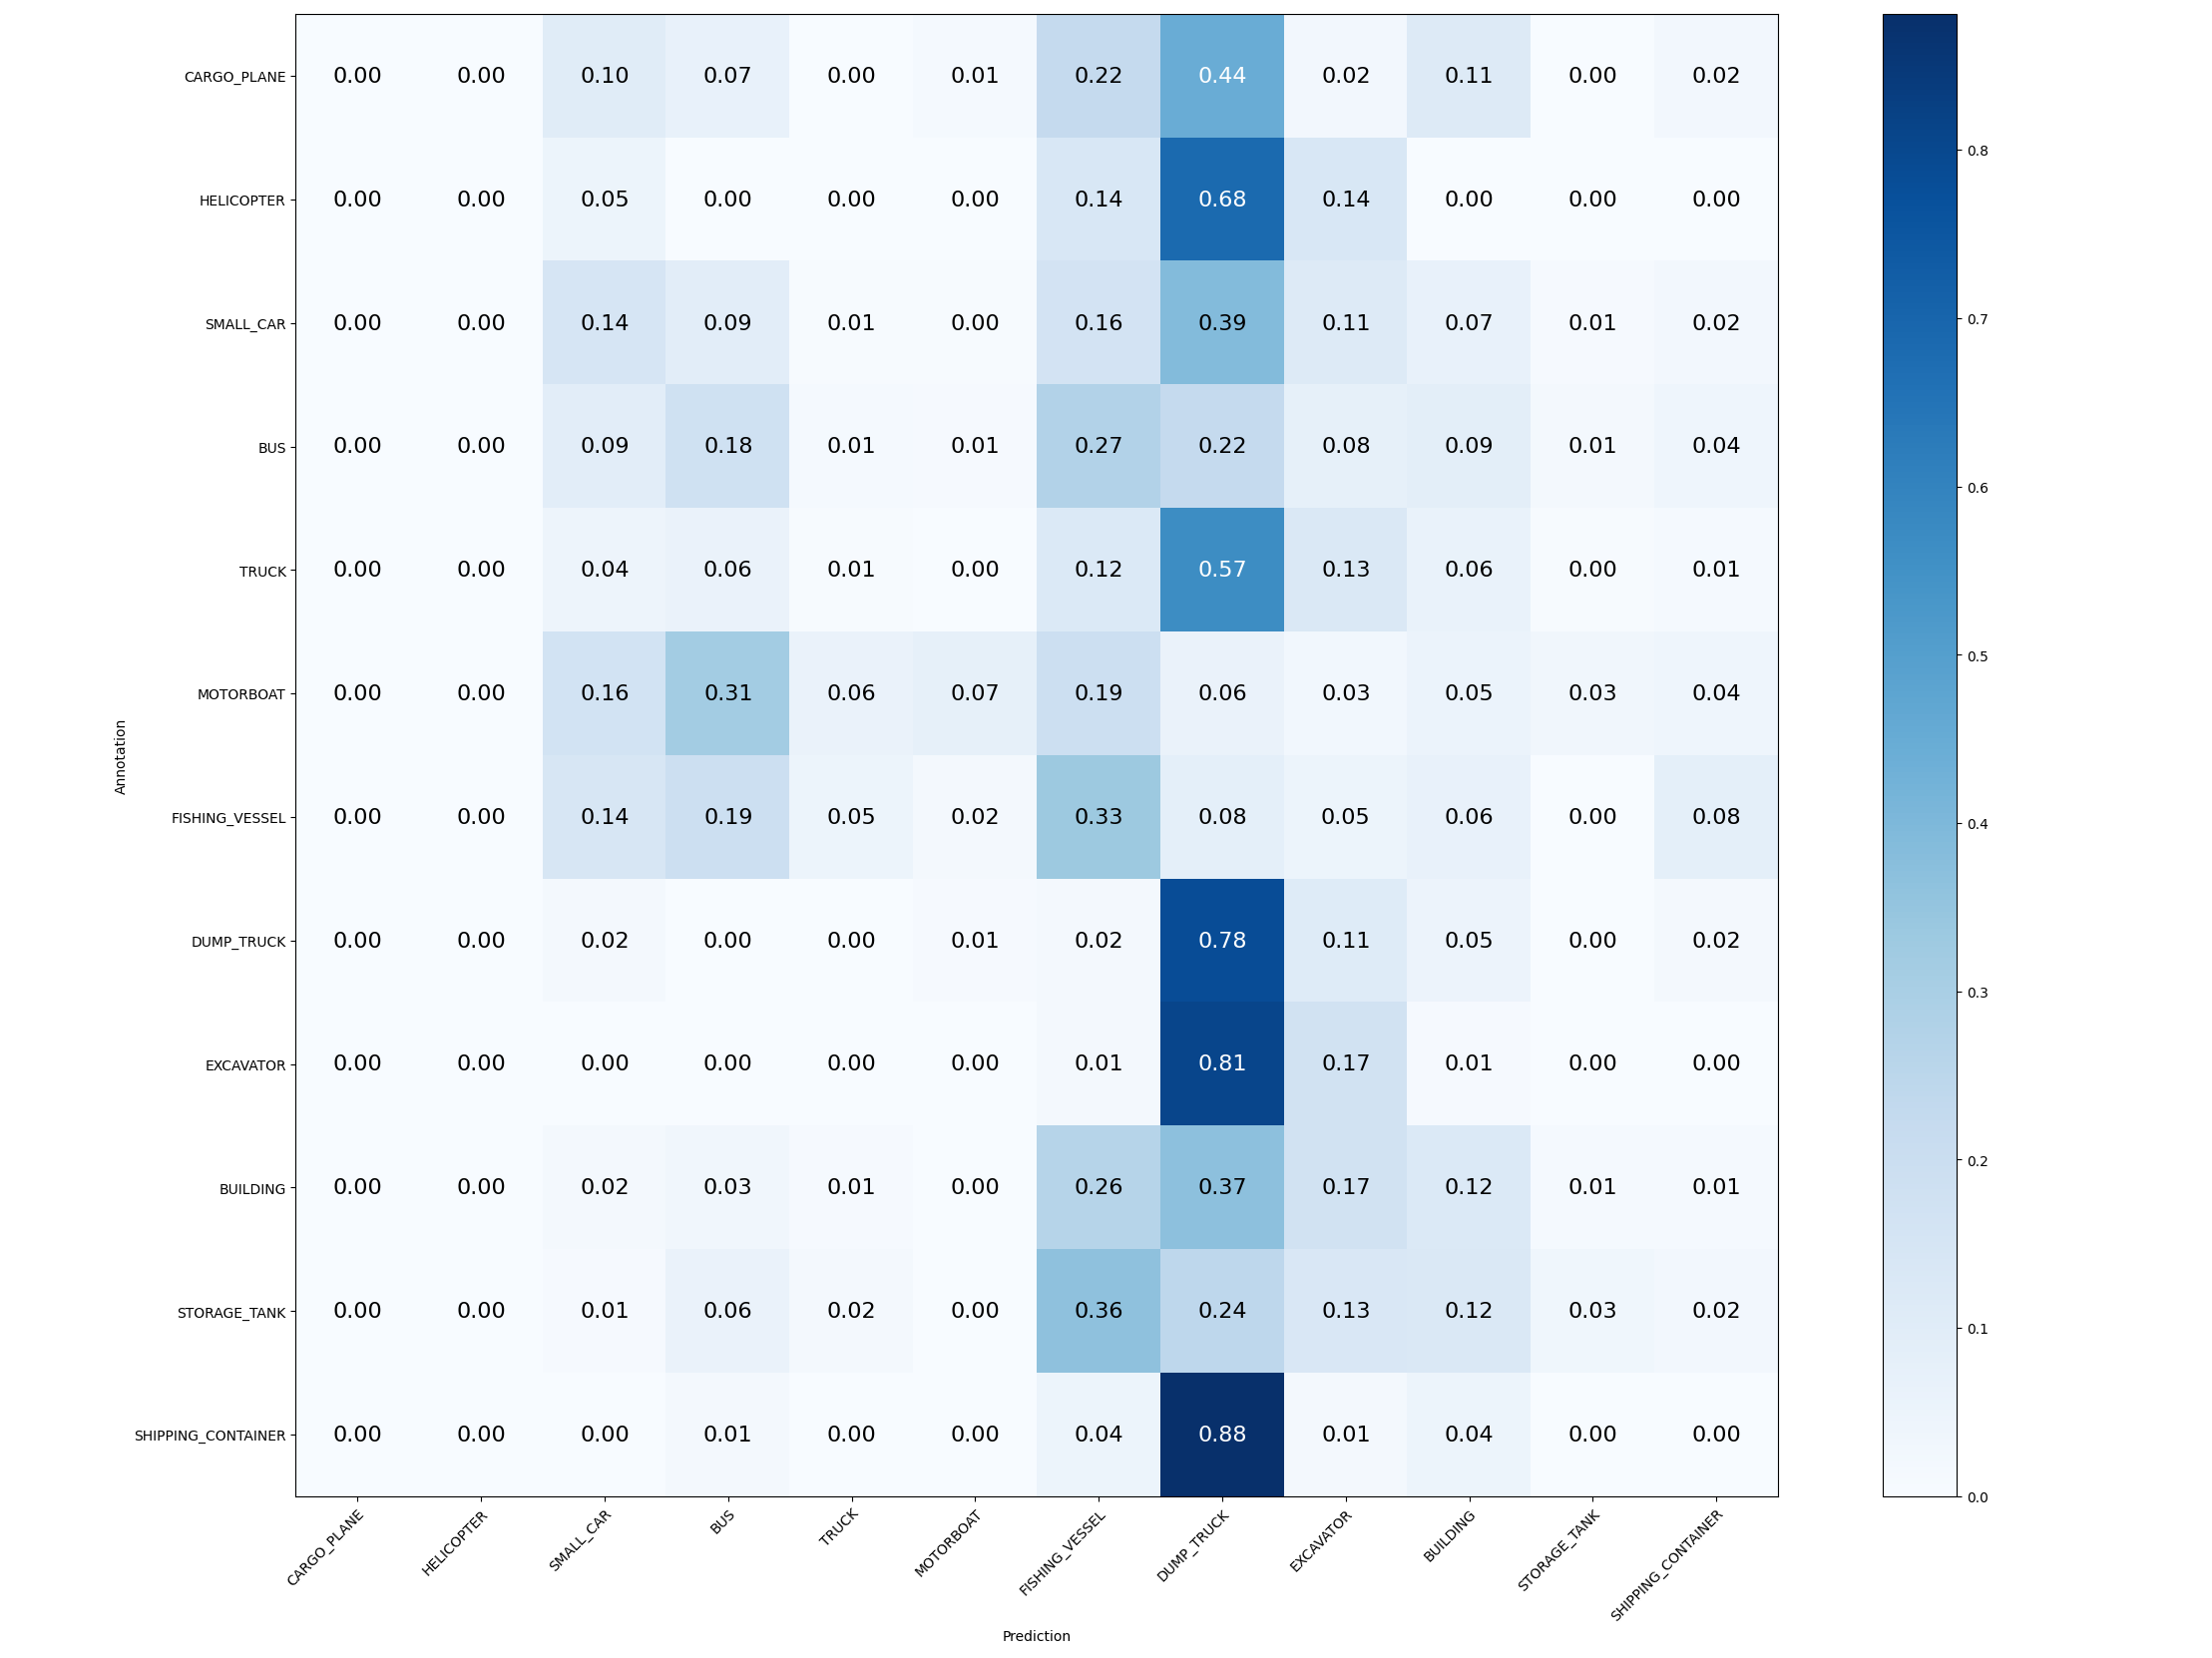 CARGO_PLANE 0.00 0.00 0.10 0.07 0.00 0.01 0.22 0.44 0.02 0.11 0.00 0.02
HELICOPTER 0.00 0.00 0.05 0.00 0.00 0.00 0.14 0.68 0.14 0.00 0.00 0.00
SMALL_CAR 0.00 0.00 0.14 0.09 0.01 0.00 0.16 0.39 0.11 0.07 0.01 0.02
BUS 0.00 0.00 0.09 0.18 0.01 0.01 0.27 0.22 0.08 0.09 0.01 0.04
TRUCK 0.00 0.00 0.04 0.06 0.01 0.00 0.12 0.57 0.13 0.06 0.00 0.01
MOTORBOAT 0.00 0.00 0.16 0.31 0.06 0.07 0.19 0.06 0.03 0.05 0.03 0.04
FISHING_VESSEL 0.00 0.00 0.14 0.19 0.05 0.02 0.33 0.08 0.05 0.06 0.00 0.08
DUMP_TRUCK 0.00 0.00 0.02 0.00 0.00 0.01 0.02 0.78 0.11 0.05 0.00 0.02
EXCAVATOR 0.00 0.00 0.00 0.00 0.00 0.00 0.01 0.81 0.17 0.01 0.00 0.00
BUILDING 0.00 0.00 0.02 0.03 0.01 0.00 0.26 0.37 0.17 0.12 0.01 0.01
STORAGE_TANK 0.00 0.00 0.01 0.06 0.02 0.00 0.36 0.24 0.13 0.12 0.03 0.02
SHIPPING_CONTAINER 0.00 0.00 0.00 0.01 0.00 0.00 0.04 0.88 0.01 0.04 0.00 0.00
Annotation
CARGO_PLANE HELICOPTER SMALL_CAR BUS TRUCK MOTORBOAT FISHING_VESSEL DUMP_TRUCK EXCAVATOR BUILDING STORAGE_TANK SHIPPING_CONTAINER
Prediction
0.8
0.7
0.6
0.5
0.4
0.3
0.2
0.1
0.0